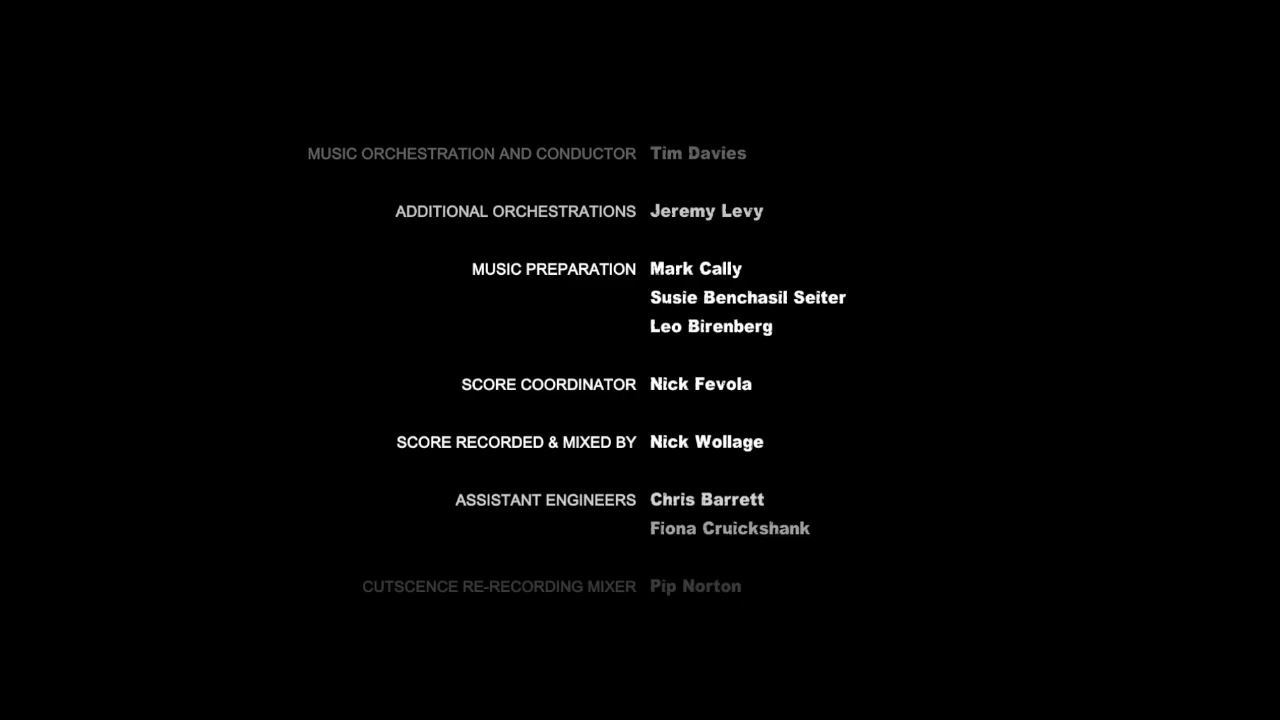 MUSIC ORCHESTRATION AND CONDUCTOR Tim Davies
ADDITIONAL ORCHESTRATIONS Jeremy Levy
MUSIC PREPARATION Mark Cally
Susie Benchasil Seiter
Leo Birenberg
SCORE COORDINATOR Nick Fevola
SCORE RECORDED & MIXED BY Nick Wollage
ASSISTANT ENGINEERS Chris Barrett
Fiona Cruickshank
CUTSCENCE RE-RECORDING MIXER Pip Norton